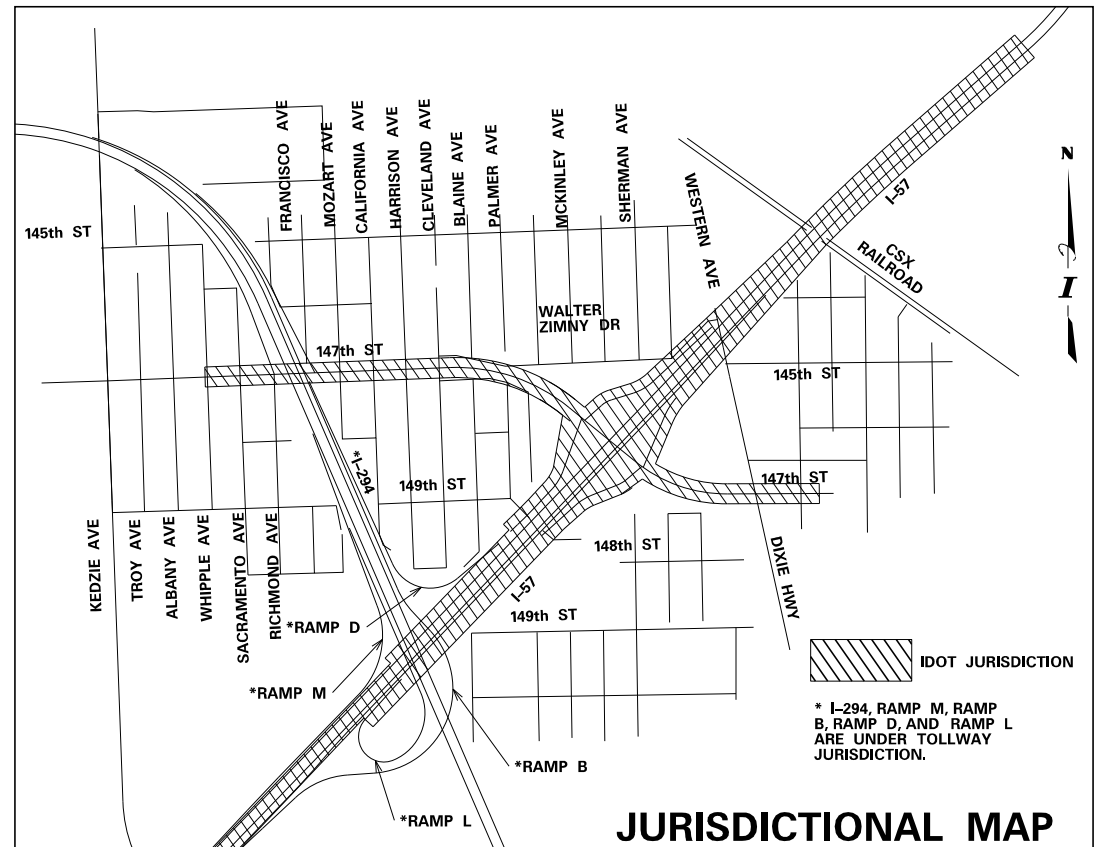 FRANCISCO AVE
MOZART AVE
CALIFORNIA AVE
HARRISON AVE
CLEVELAND AVE
BLAINE AVE
PALMER AVE
MCKINLEY AVE
SHERMAN AVE
WESTERN AVE
I-57
N
145th ST
CSX
RAILROAD
I
WALTER
ZIMNY DR
147th ST
145th ST
*I-294
149th ST
147th ST
KEDZIE AVE
TROY AVE
ALBANY AVE
WHIPPLE AVE
SACRAMENTO AVE
RICHMOND AVE
148th ST
DIXIE HWY
I-57
149th ST
*RAMP D
*RAMP M
*RAMP B
*RAMP L
IDOT JURISDICTION
* I-294, RAMP M, RAMP
B, RAMP D, AND RAMP L
ARE UNDER TOLLWAY
JURISDICTION.
JURISDICTIONAL MAP